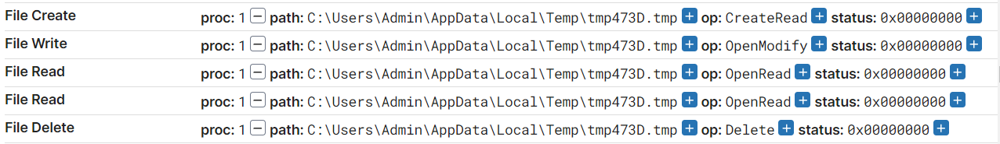 File Create proc: 1 − path: C:\Users\Admin\AppData\Local\Temp\tmp473D.tmp + op: CreateRead + status: 0x00000000 +
File Write proc: 1 − path: C:\Users\Admin\AppData\Local\Temp\tmp473D.tmp + op: OpenModify + status: 0x00000000 +
File Read proc: 1 − path: C:\Users\Admin\AppData\Local\Temp\tmp473D.tmp + op: OpenRead + status: 0x00000000 +
File Read proc: 1 − path: C:\Users\Admin\AppData\Local\Temp\tmp473D.tmp + op: OpenRead + status: 0x00000000 +
File Delete proc: 1 − path: C:\Users\Admin\AppData\Local\Temp\tmp473D.tmp + op: Delete + status: 0x00000000 +